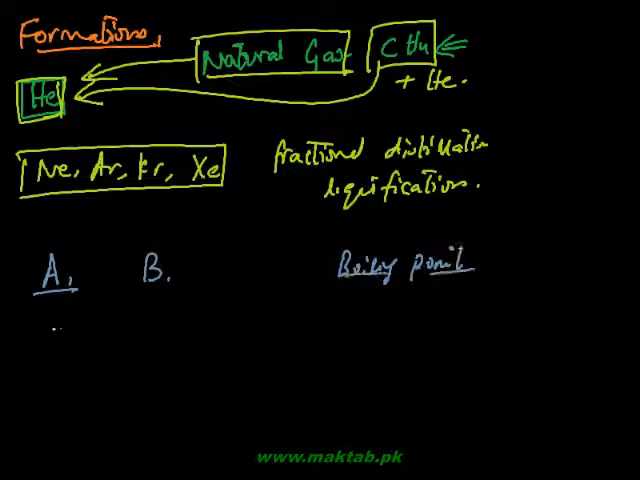 Formations,
Natural Gas CH4
He
+ He.
Ne, Ar, Kr, Xe
fractional distillation
liquification.
A, B. Boiling point
www.maktab.pk